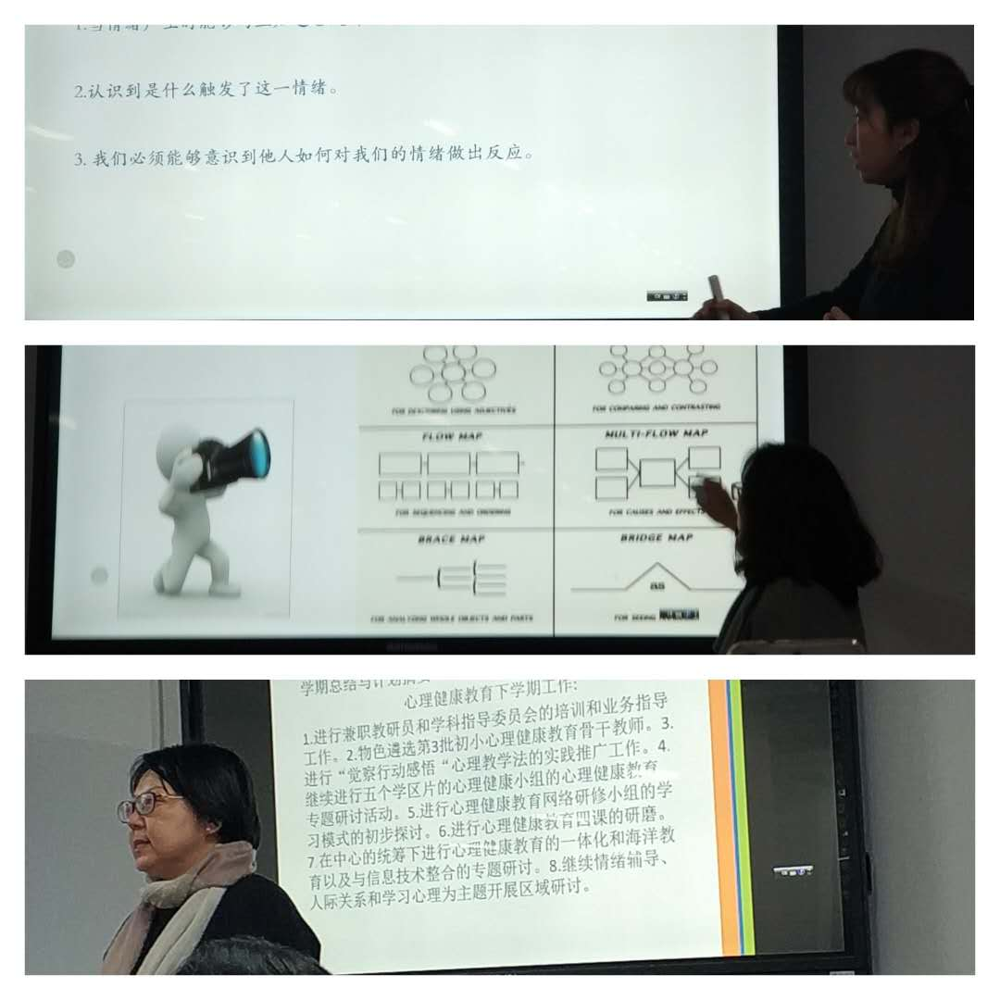 2.认识到是什么触发了这一情绪。
3. 我们必须能够意识到他人如何对我们的情绪做出反应。
FOR DESCRIBING USING ADJECTIVES
FOR COMPARING AND CONTRASTING
FLOW MAP
MULTI-FLOW MAP
FOR SEQUENCING AND ORDERING
FOR CAUSES AND EFFECTS
BRACE MAP
BRIDGE MAP
as
FOR ANALYZING WHOLE OBJECTS AND PARTS
FOR SEEING
学期总结与计划摘要
心理健康教育下学期工作:
1.进行兼职教研员和学科指导委员会的培训和业务指导
工作。2.物色遴选第3批初小心理健康教育骨干教师。3.
进行“觉察行动感悟“心理教学法的实践推广工作。4.
继续进行五个学区片的心理健康小组的心理健康教育
专题研讨活动。5.进行心理健康教育网络研修小组的学
习模式的初步探讨。6.进行心理健康教育四课的研磨。
7.在中心的统筹下进行心理健康教育的一体化和海洋教
育以及与信息技术整合的专题研讨。8.继续情绪辅导、
人际关系和学习心理为主题开展区域研讨。